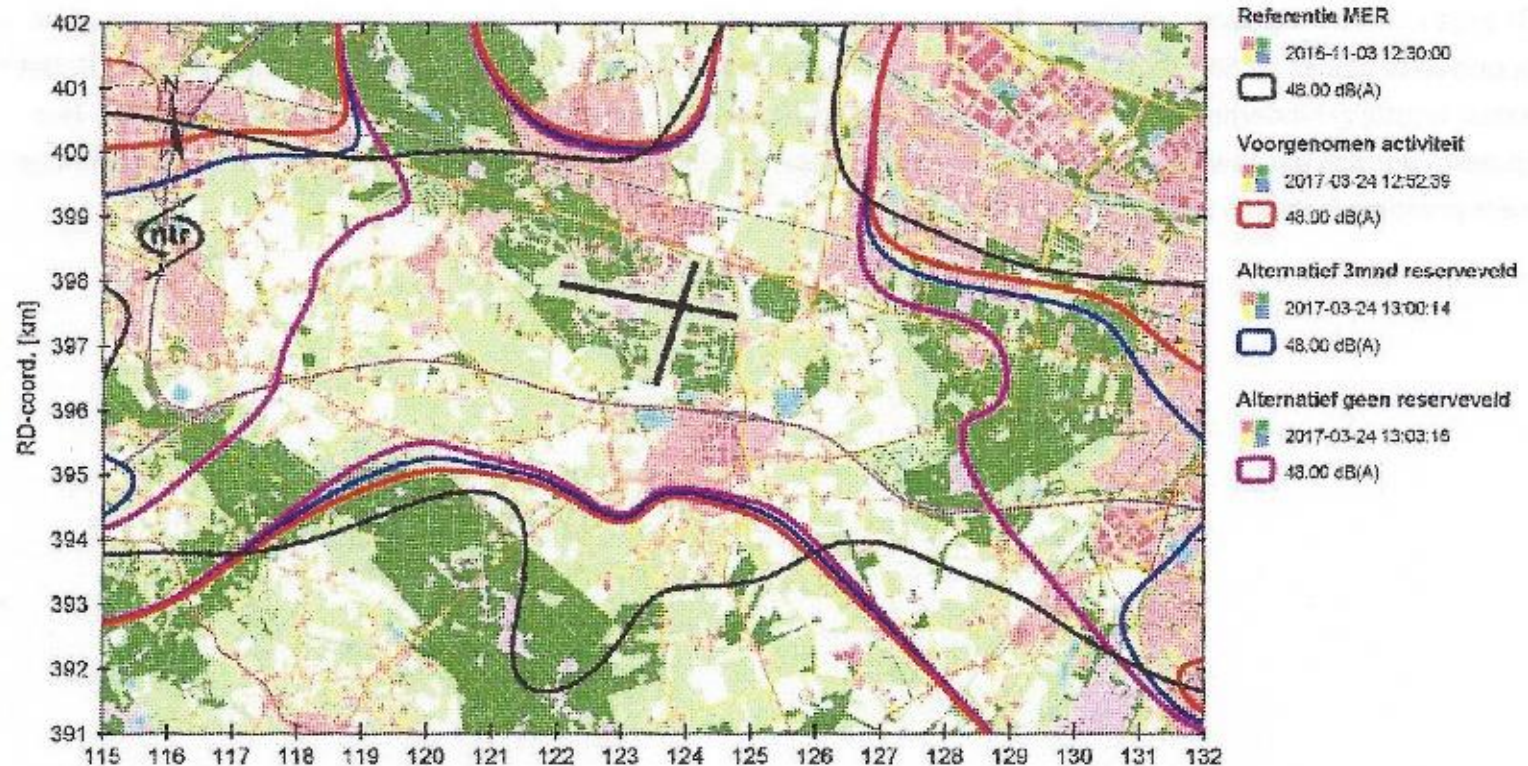 402
401
400
399
398
397
396
395
394
393
392
391
RD-coord. [km]
N
nlr
115 116 117 118 119 120 121 122 123 124 125 126 127 128 129 130 131 132
Referentie MER
2016-11-03 12:30:00
48.00 dB(A)
Voorgenomen activiteit
2017-03-24 12:52:39
48.00 dB(A)
Alternatief 3mnd reserveveld
2017-03-24 13:00:14
48.00 dB(A)
Alternatief geen reserveveld
2017-03-24 13:03:16
48.00 dB(A)